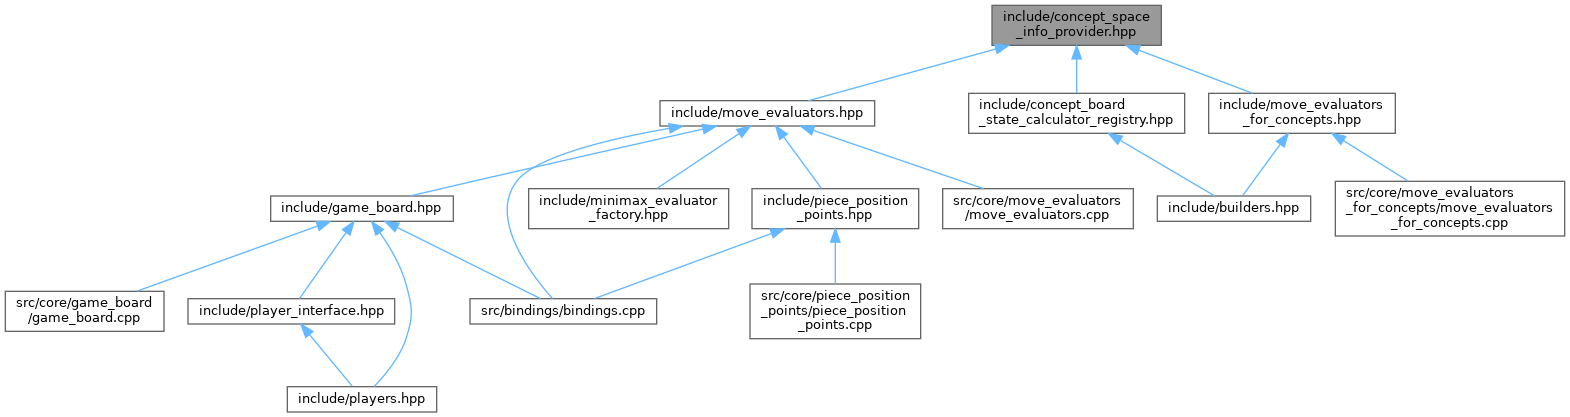 include/concept_space
_info_provider.hpp
include/move_evaluators.hpp
include/concept_board
_state_calculator_registry.hpp
include/move_evaluators
_for_concepts.hpp
include/game_board.hpp
include/minimax_evaluator
_factory.hpp
include/piece_position
_points.hpp
src/core/move_evaluators
/move_evaluators.cpp
include/builders.hpp
src/core/move_evaluators
_for_concepts/move_evaluators
_for_concepts.cpp
src/core/game_board
/game_board.cpp
include/player_interface.hpp
src/bindings/bindings.cpp
src/core/piece_position
_points/piece_position
_points.cpp
include/players.hpp